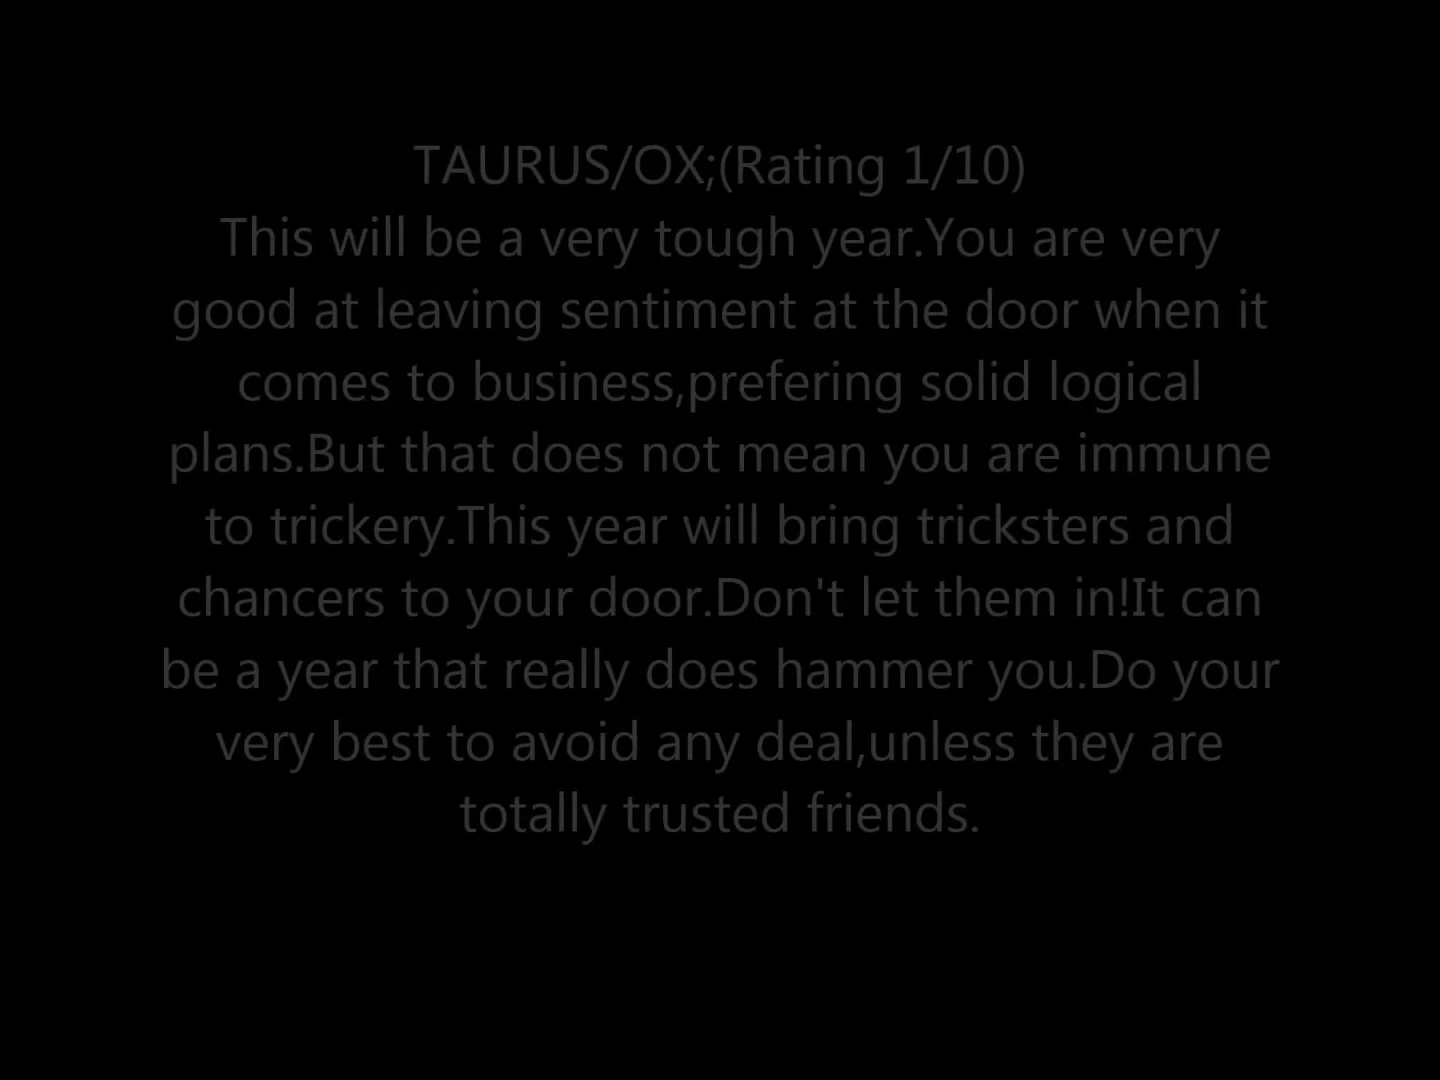 TAURUS/OX;(Rating 1/10)
This will be a very tough year.You are very
good at leaving sentiment at the door when it
comes to business,prefering solid logical
plans.But that does not mean you are immune
to trickery.This year will bring tricksters and
chancers to your door.Don't let them in!It can
be a year that really does hammer you.Do your
very best to avoid any deal,unless they are
totally trusted friends.